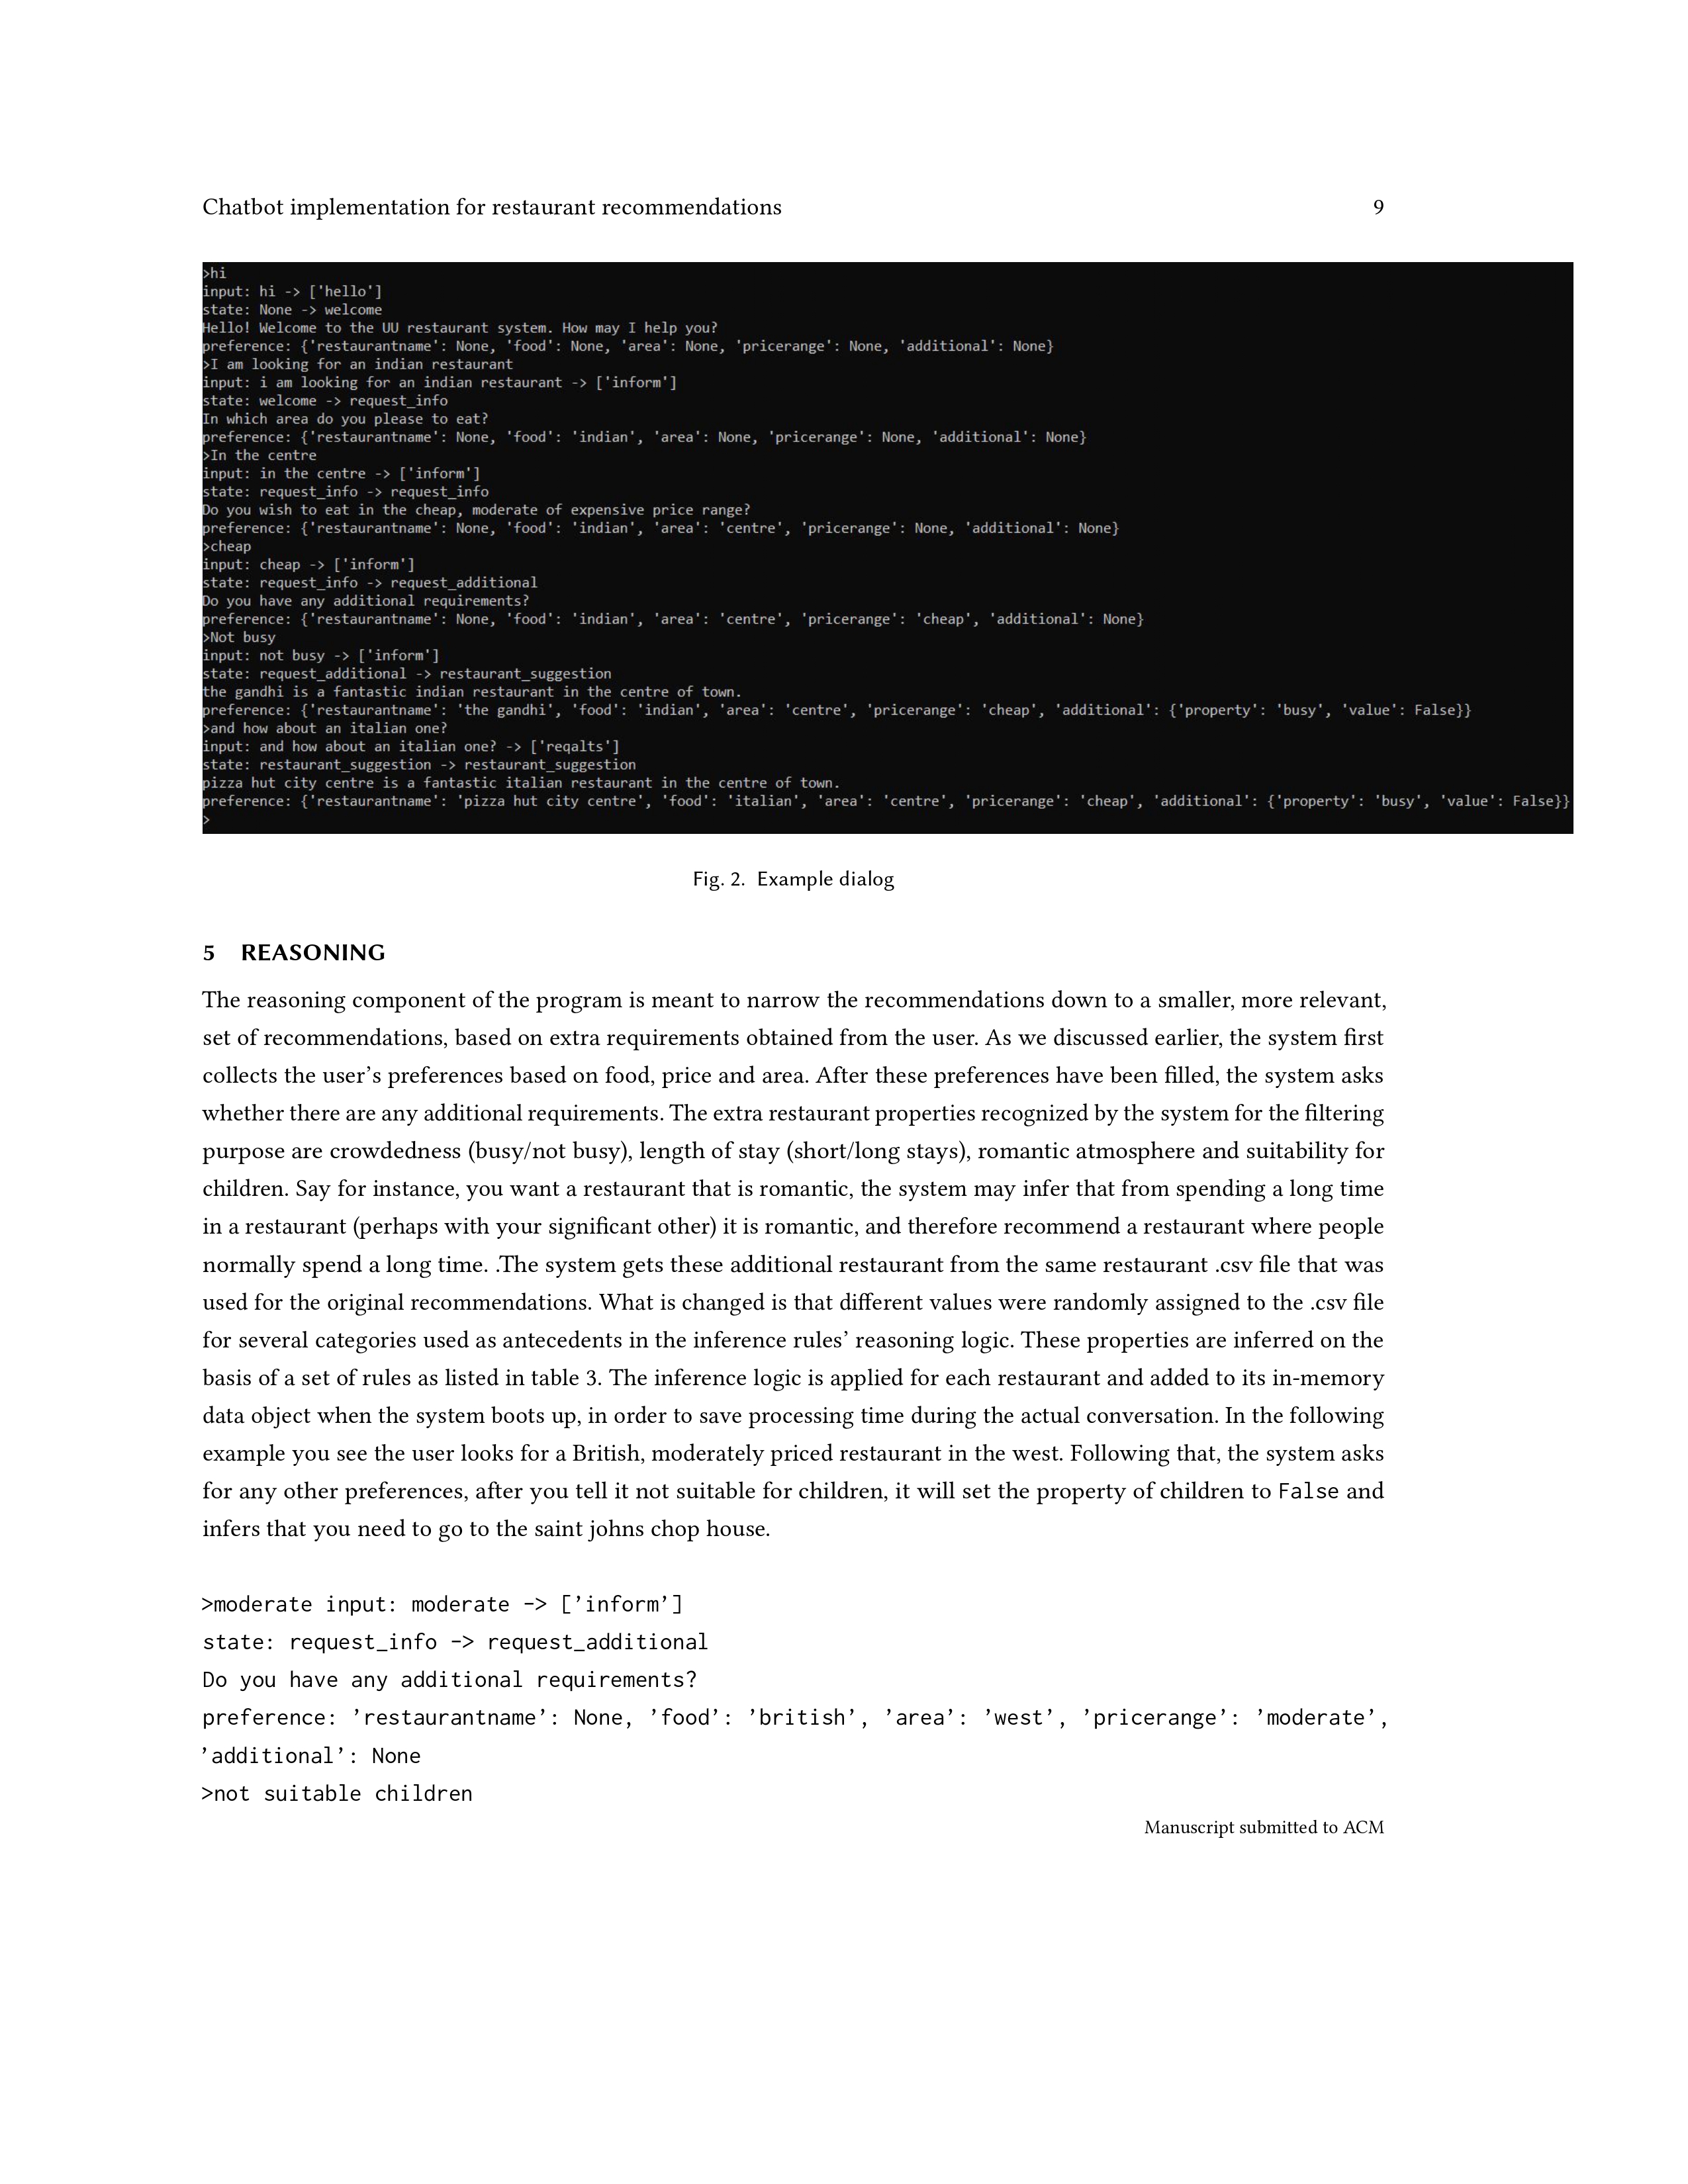 Chatbot implementation for restaurant recommendations 9
>hi
input: hi -> ['hello']
state: None -> welcome
Hello! Welcome to the UU restaurant system. How may I help you?
preference: {'restaurantname': None, 'food': None, 'area': None, 'pricerange': None, 'additional': None}
>I am looking for an indian restaurant
input: i am looking for an indian restaurant -> ['inform']
state: welcome -> request_info
In which area do you please to eat?
preference: {'restaurantname': None, 'food': 'indian', 'area': None, 'pricerange': None, 'additional': None}
>In the centre
input: in the centre -> ['inform']
state: request_info -> request_info
Do you wish to eat in the cheap, moderate of expensive price range?
preference: {'restaurantname': None, 'food': 'indian', 'area': 'centre', 'pricerange': None, 'additional': None}
>cheap
input: cheap -> ['inform']
state: request_info -> request_additional
Do you have any additional requirements?
preference: {'restaurantname': None, 'food': 'indian', 'area': 'centre', 'pricerange': 'cheap', 'additional': None}
>Not busy
input: not busy -> ['inform']
state: request_additional -> restaurant_suggestion
the gandhi is a fantastic indian restaurant in the centre of town.
preference: {'restaurantname': 'the gandhi', 'food': 'indian', 'area': 'centre', 'pricerange': 'cheap', 'additional': {'property': 'busy', 'value': False}}
>and how about an italian one?
input: and how about an italian one? -> ['reqalts']
state: restaurant_suggestion -> restaurant_suggestion
pizza hut city centre is a fantastic italian restaurant in the centre of town.
preference: {'restaurantname': 'pizza hut city centre', 'food': 'italian', 'area': 'centre', 'pricerange': 'cheap', 'additional': {'property': 'busy', 'value': False}}
>
Fig. 2. Example dialog
5 REASONING
The reasoning component of the program is meant to narrow the recommendations down to a smaller, more relevant,
set of recommendations, based on extra requirements obtained from the user. As we discussed earlier, the system first
collects the user's preferences based on food, price and area. After these preferences have been filled, the system asks
whether there are any additional requirements. The extra restaurant properties recognized by the system for the filtering
purpose are crowdedness (busy/not busy), length of stay (short/long stays), romantic atmosphere and suitability for
children. Say for instance, you want a restaurant that is romantic, the system may infer that from spending a long time
in a restaurant (perhaps with your significant other) it is romantic, and therefore recommend a restaurant where people
normally spend a long time. .The system gets these additional restaurant from the same restaurant .csv file that was
used for the original recommendations. What is changed is that different values were randomly assigned to the .csv file
for several categories used as antecedents in the inference rules' reasoning logic. These properties are inferred on the
basis of a set of rules as listed in table 3. The inference logic is applied for each restaurant and added to its in-memory
data object when the system boots up, in order to save processing time during the actual conversation. In the following
example you see the user looks for a British, moderately priced restaurant in the west. Following that, the system asks
for any other preferences, after you tell it not suitable for children, it will set the property of children to False and
infers that you need to go to the saint johns chop house.
>moderate input: moderate -> [’inform’]
state: request_info -> request_additional
Do you have any additional requirements?
preference: ’restaurantname’: None, ’food’: ’british’, ’area’: ’west’, ’pricerange’: ’moderate’,
’additional’: None
>not suitable children
Manuscript submitted to ACM